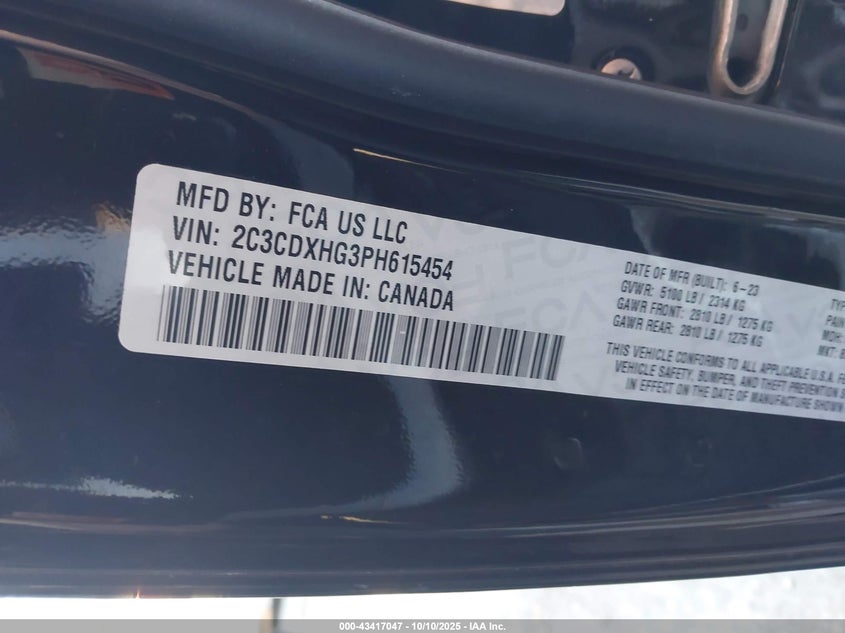 MFD BY: FCA US LLC
VIN: 2C3CDXHG3PH615454
VEHICLE MADE IN: CANADA
DATE OF MFR (BUILT): 6-23
GVWR: 5100 LB / 2314 KG
GAWR FRONT: 2810 LB / 1275 KG
GAWR REAR: 2810 LB / 1275 KG
THIS VEHICLE CONFORMS TO ALL APPLICABLE U.S.A. 
VEHICLE SAFETY, BUMPER, AND THEFT PREVENTION
IN EFFECT ON THE DATE OF MANUFACTURE SHOWN
MDH:
MKT:
000-43417047 - 10/10/2025 - IAA Inc.